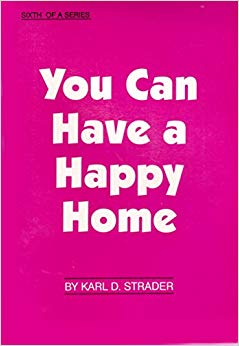 SIXTH OF A SERIES
You Can
Have a
Happy
Home
BY KARL D. STRADER